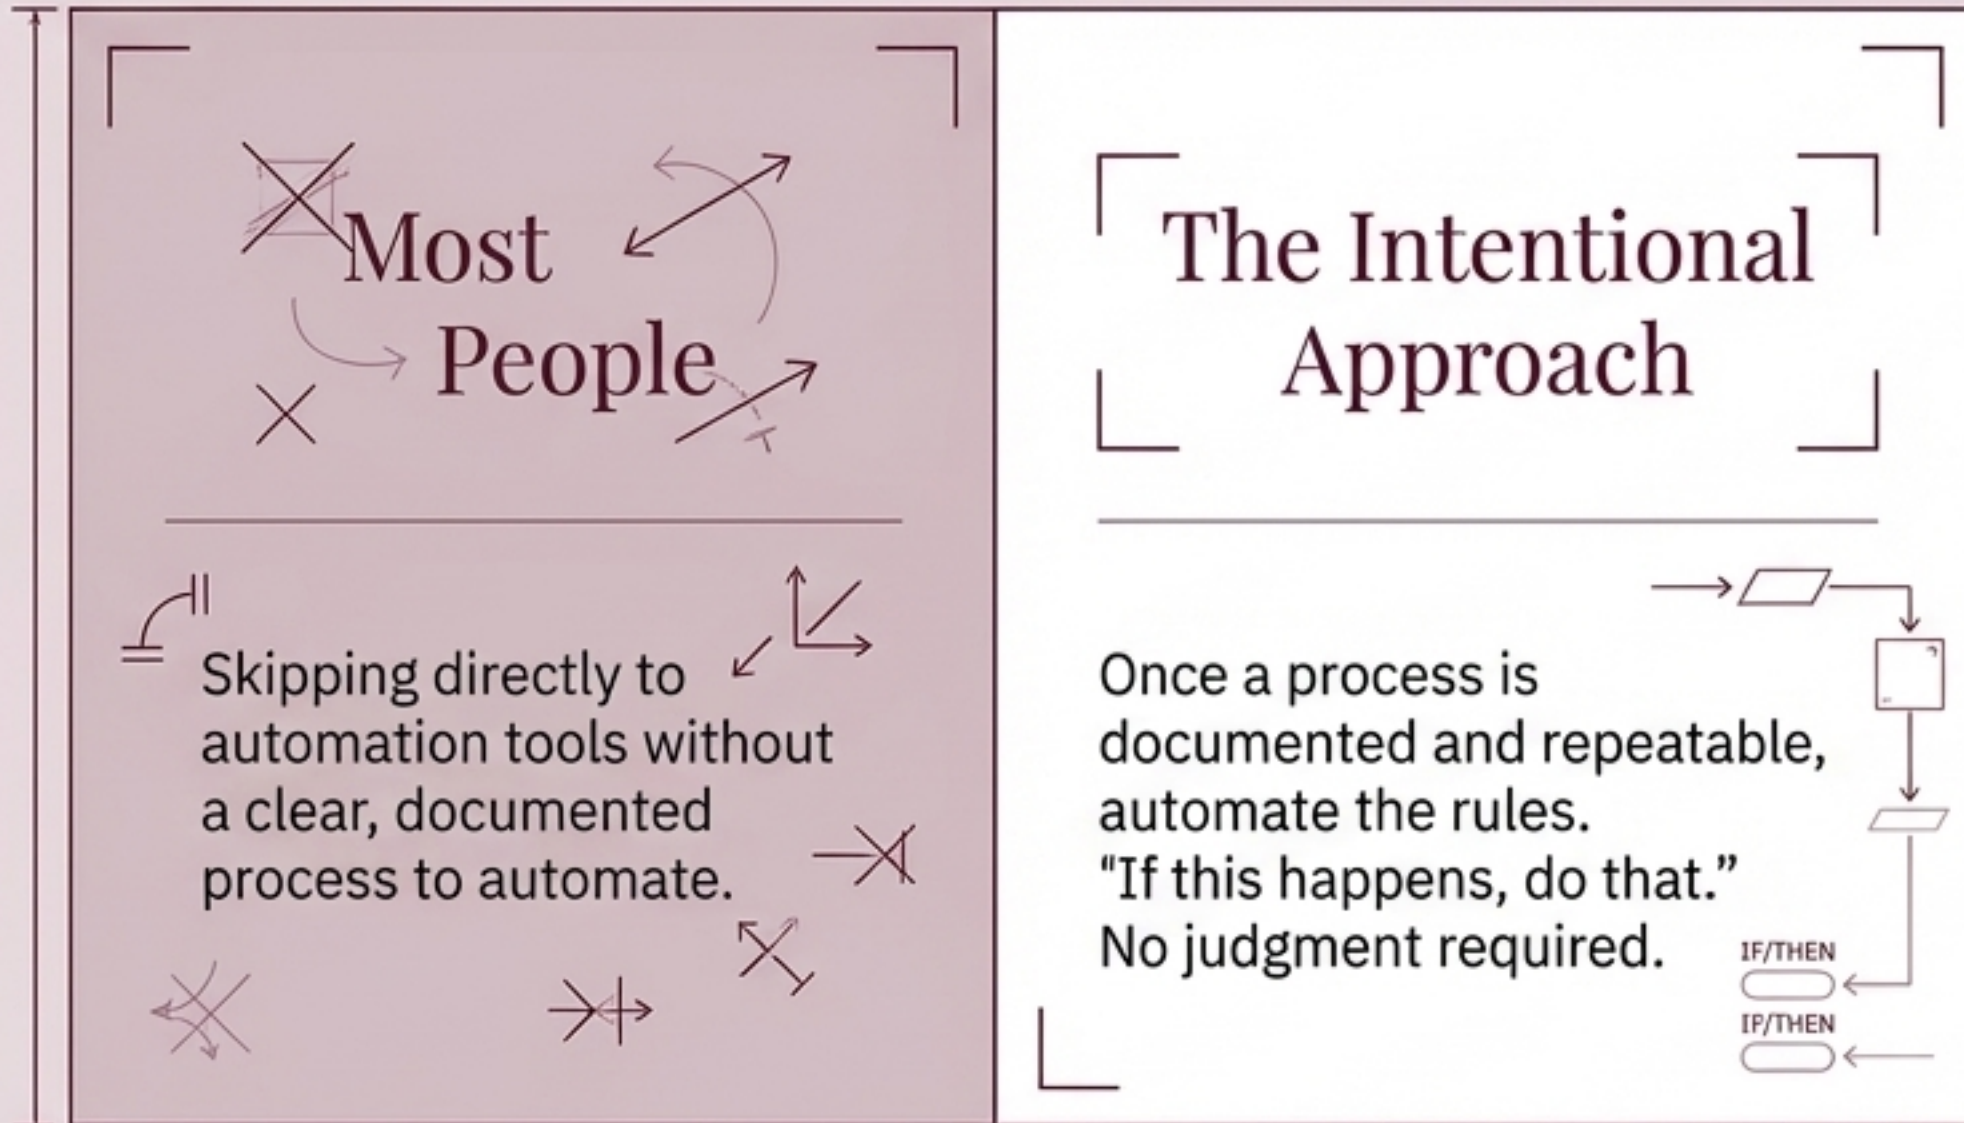 Most
People
Skipping directly to
automation tools without
a clear, documented
process to automate.
The Intentional
Approach
Once a process is
documented and repeatable,
automate the rules.
“If this happens, do that.”
No judgment required.
IF/THEN
IP/THEN